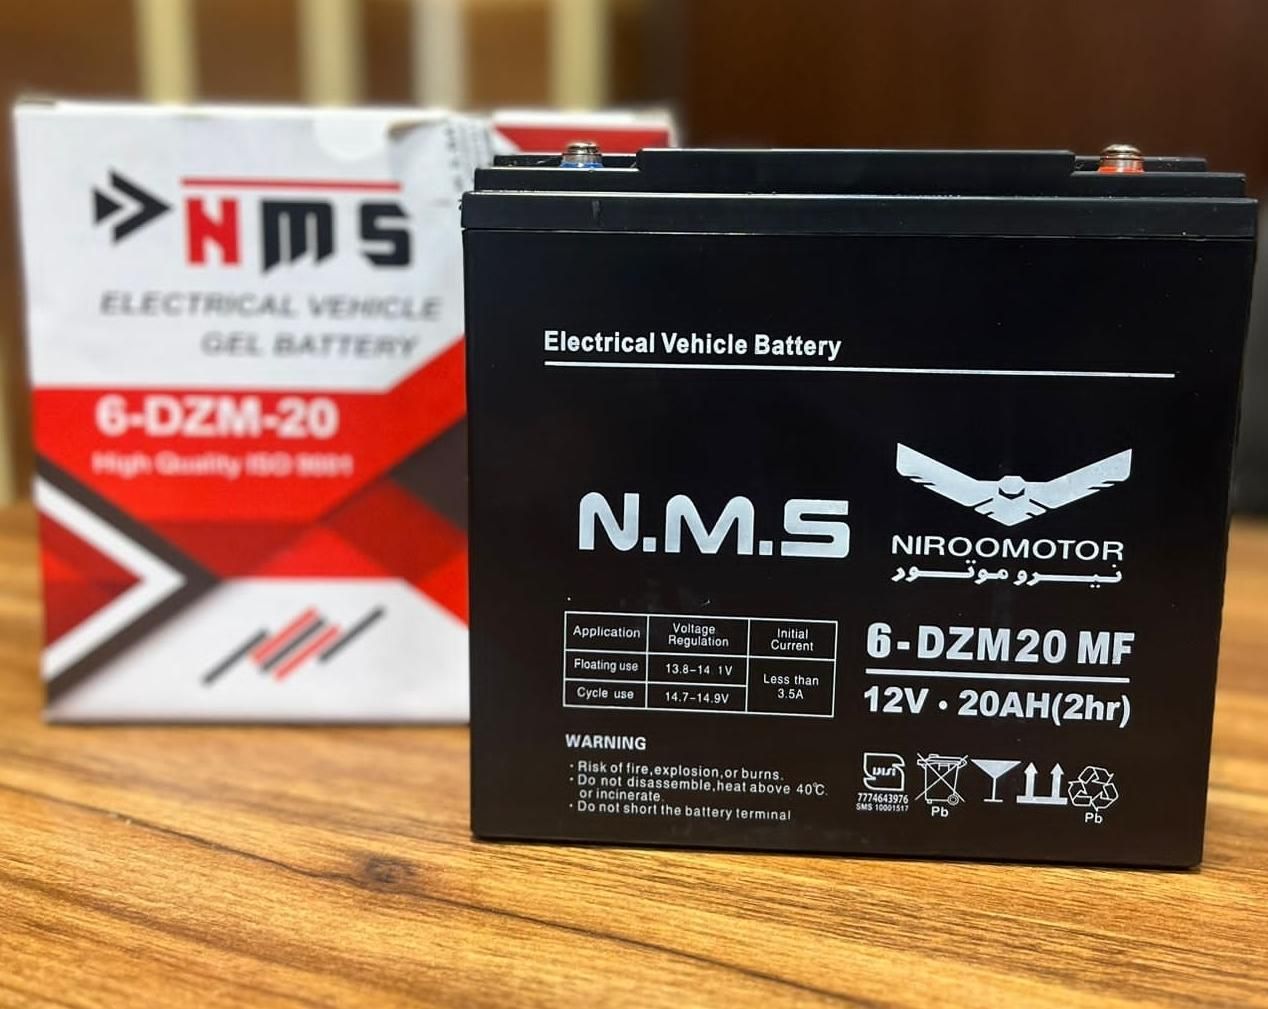 NMS
ELECTRICAL VEHICLE
GEL BATTERY
6-DZM-20
High Quality ISO 9001
Electrical Vehicle Battery
N.M.S
NIROOMOTOR
نیرو موتور
Application Voltage Regulation Initial Current
Floating use 13.8-14.1V Less than 3.5A
Cycle use 14.7-14.9V
6-DZM20 MF
12V • 20AH(2hr)
WARNING
· Risk of fire,explosion,or burns.
· Do not disassemble,heat above 40℃.
or incinerate.
· Do not short the battery terminal
7774643976
SMS 10001517
Pb
Pb